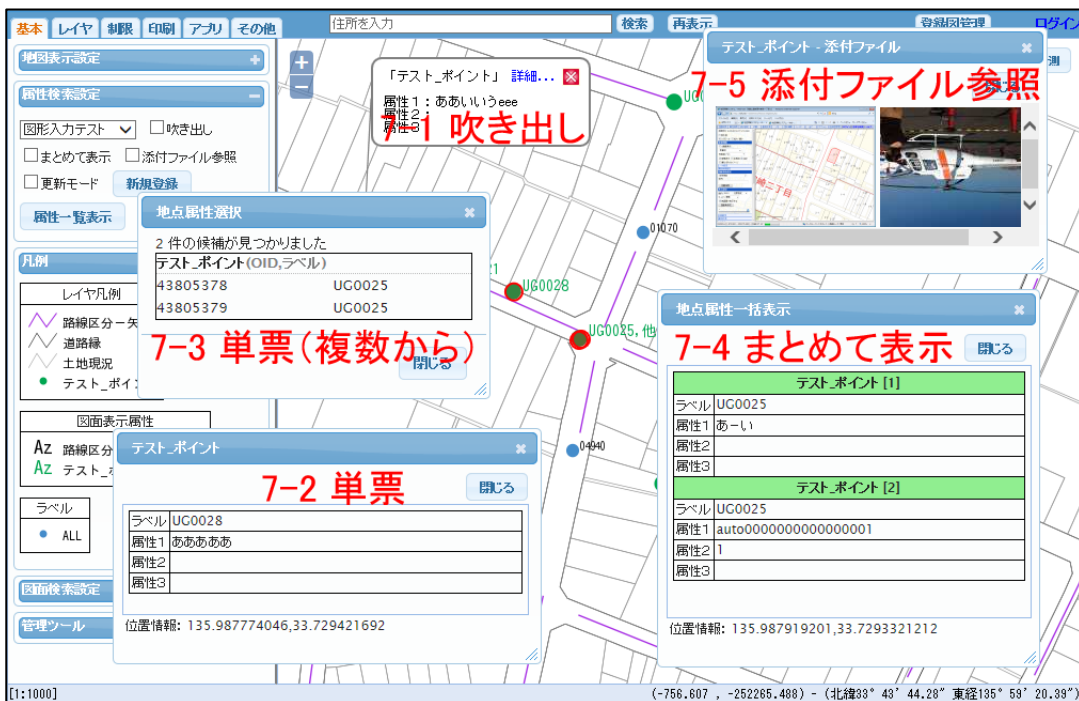 基本 レイヤ 制限 印刷 アプリ その他
住所を入力 検索 再表示 登録図管理 ログイン
地図表示設定 +
属性検索設定 −
図形入力テスト 吹き出し
まとめて表示 添付ファイル参照
更新モード 新規登録
属性一覧表示
凡例
レイヤ凡例
路線区分－矢
道路縁
土地現況
テスト_ポイン
図面表示属性
Az 路線区分
Az テスト_ポ
ラベル
ALL
図面検索設定
管理ツール
+
−
「テスト_ポイント」 詳細...
属性1：ああいいうeee
属性2：
属性3
7-1 吹き出し
テスト_ポイント - 添付ファイル
閉じる
7-5 添付ファイル参照
測
地点属性選択
2 件の候補が見つかりました
テスト_ポイント(OID,ラベル)
43805378 UG0025
43805379 UG0025
7-3 単票(複数から)
閉じる
01070
UG0028
UG0025, 他
04940
テスト_ポイント
7-2 単票
閉じる
ラベル UG0028
属性1 あああああ
属性2
属性3
位置情報: 135.987774046,33.729421692
地点属性一括表示
7-4 まとめて表示
閉じる
テスト_ポイント [1]
ラベル UG0025
属性1 あーい
属性2
属性3
テスト_ポイント [2]
ラベル UG0025
属性1 auto0000000000000001
属性2 1
属性3
位置情報: 135.987919201,33.7293321212
[1:1000]
(-756.607 , -252265.488) - (北緯33° 43′ 44.28″ 東経135° 59′ 20.39″)